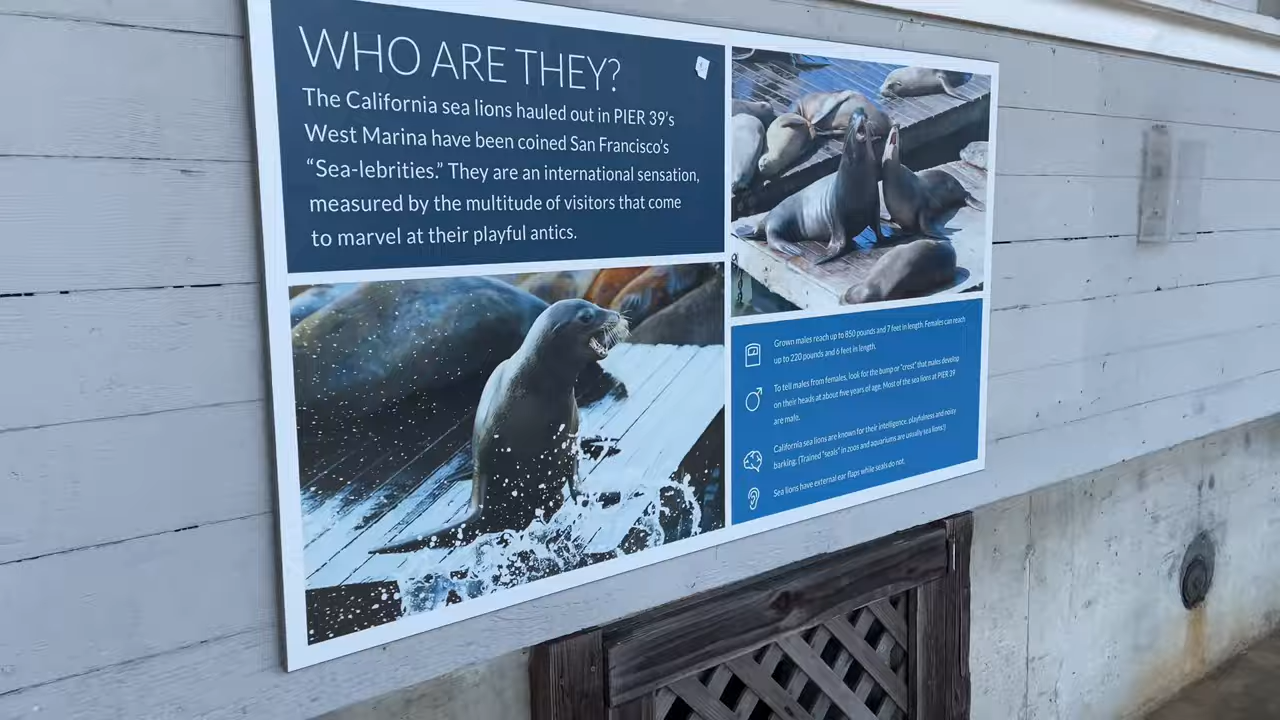 WHO ARE THEY?
The California sea lions hauled out in PIER 39's
West Marina have been coined San Francisco's
“Sea-lebrities.” They are an international sensation,
measured by the multitude of visitors that come
to marvel at their playful antics.
Grown males reach up to 850 pounds and 7 feet in length. Females can reach
up to 220 pounds and 6 feet in length.
To tell males from females, look for the bump or "crest" that males develop
on their heads at about five years of age. Most of the sea lions at PIER 39
are male.
California sea lions are known for their intelligence, playfulness and noisy
barking. (Trained "seals" in zoos and aquariums are usually sea lions!)
Sea lions have external ear flaps while seals do not.